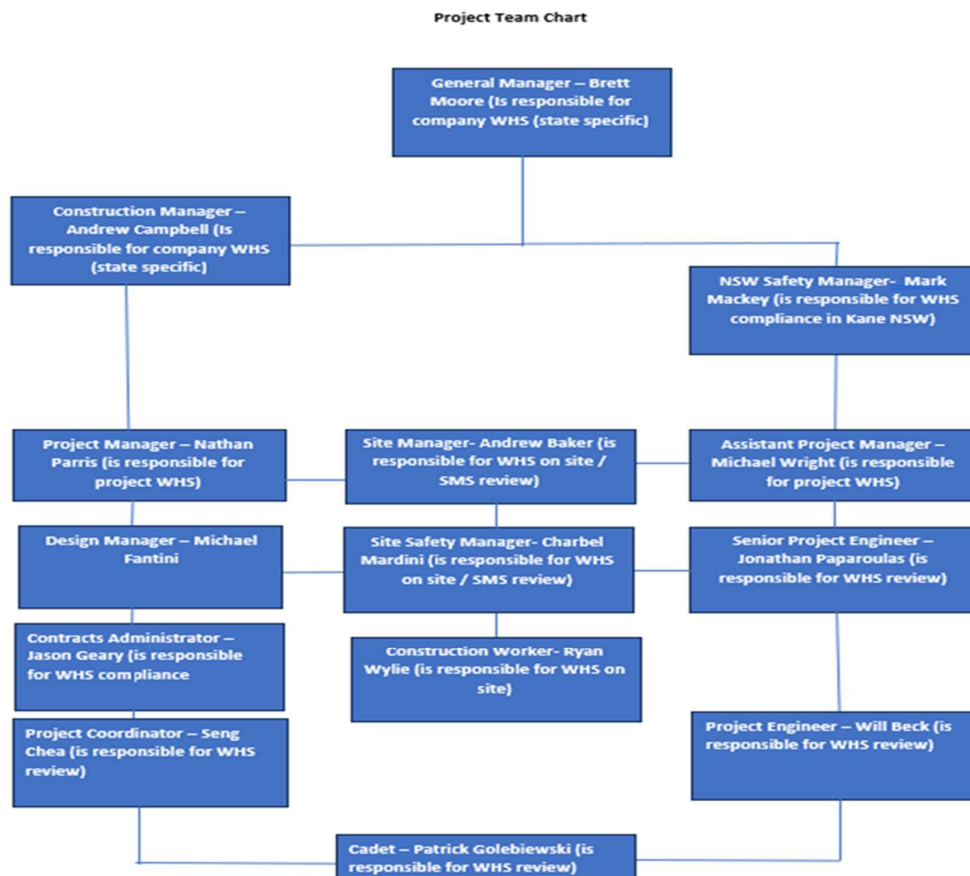 Project Team Chart
General Manager – Brett
Moore (Is responsible for
company WHS (state specific)
Construction Manager –
Andrew Campbell (Is
responsible for company WHS
(state specific)
NSW Safety Manager- Mark
Mackey (is responsible for WHS
compliance in Kane NSW)
Project Manager – Nathan
Parris (is responsible for
project WHS)
Site Manager- Andrew Baker (is
responsible for WHS on site /
SMS review)
Assistant Project Manager –
Michael Wright (is responsible
for project WHS)
Design Manager – Michael
Fantini
Site Safety Manager- Charbel
Mardini (is responsible for WHS
on site / SMS review)
Senior Project Engineer –
Jonathan Paparoulas (is
responsible for WHS review)
Contracts Administrator –
Jason Geary (is responsible
for WHS compliance
Construction Worker- Ryan
Wylie (is responsible for WHS on
site)
Project Coordinator – Seng
Chea (is responsible for WHS
review)
Project Engineer – Will Beck (is
responsible for WHS review)
Cadet – Patrick Golebiewski (is
responsible for WHS review)